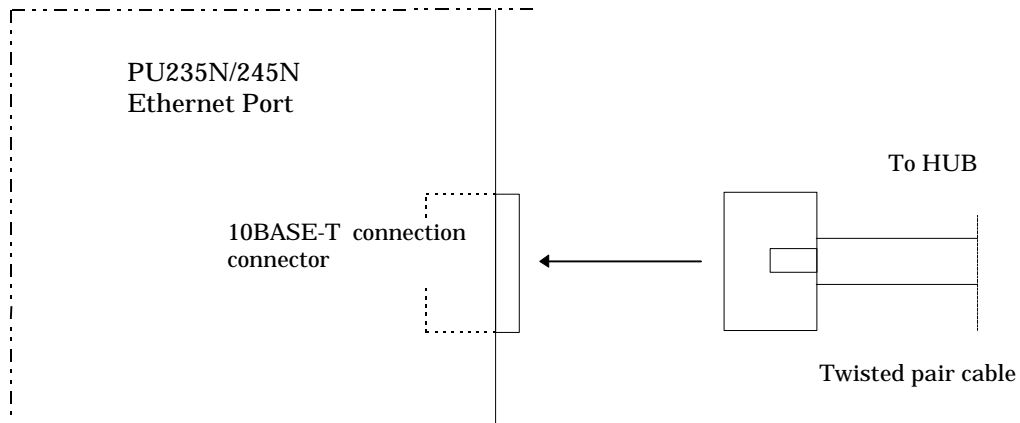 PU235N/245N
Ethernet Port
To HUB
10BASE-T connection
connector
Twisted pair cable